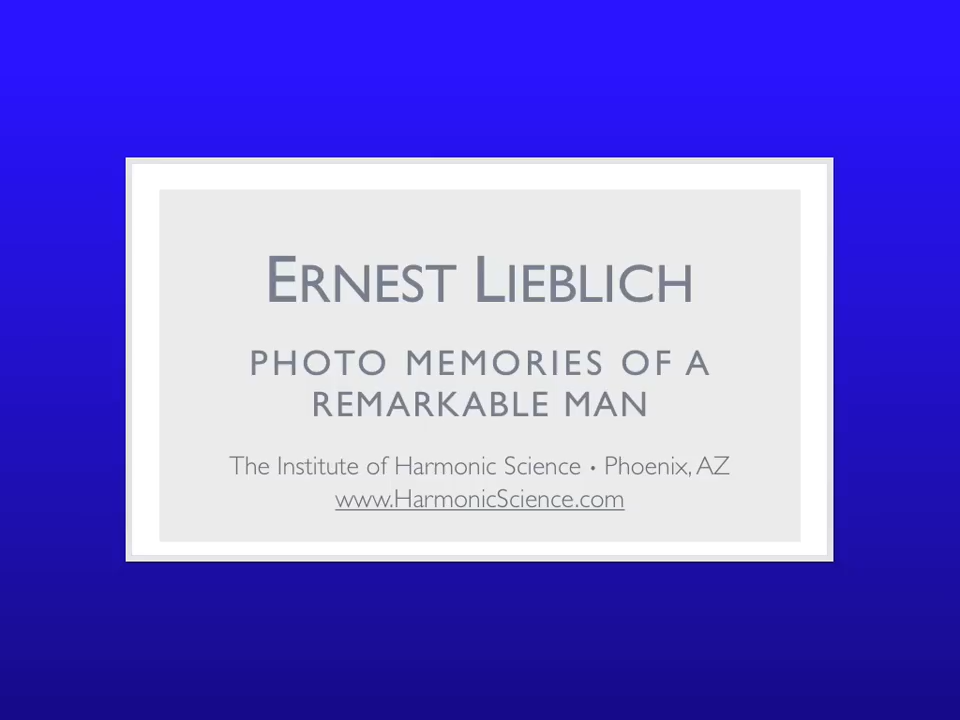 ERNEST LIEBLICH
PHOTO MEMORIES OF A
REMARKABLE MAN
The Institute of Harmonic Science • Phoenix, AZ
www.HarmonicScience.com